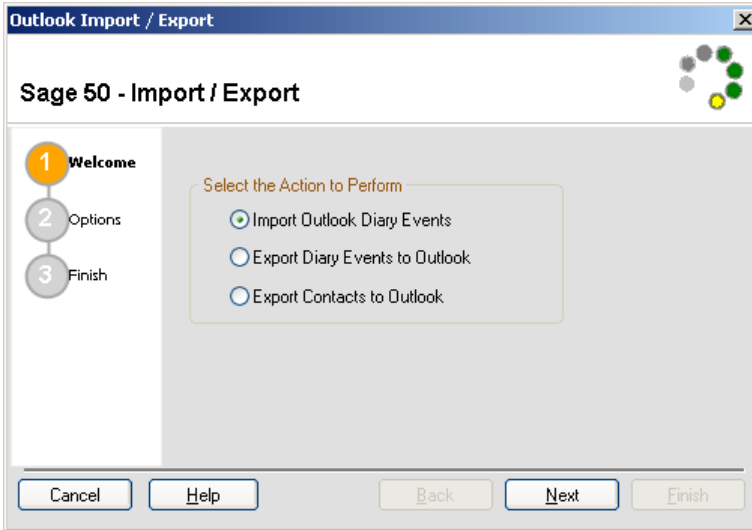 Outlook Import / Export
Sage 50 - Import / Export
1 Welcome
2 Options
3 Finish
Select the Action to Perform
Import Outlook Diary Events
Export Diary Events to Outlook
Export Contacts to Outlook
Cancel Help Back Next Finish